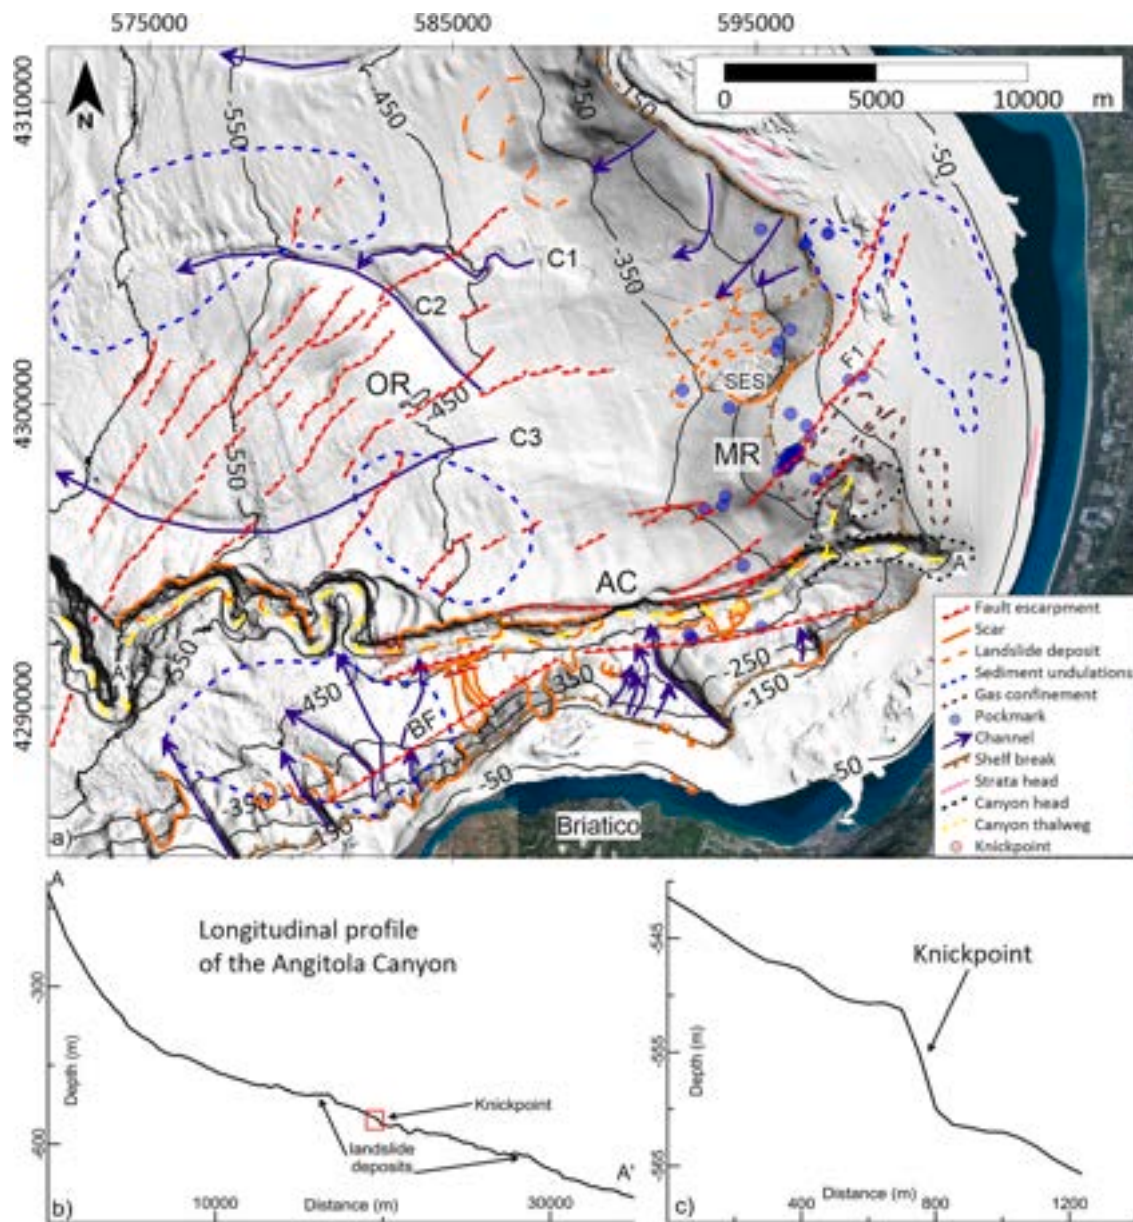 575000
585000
595000
4310000
4300000
4290000
N
0
5000
10000
m
-550
-450
-250
-150
-50
-350
C1
C2
OR
-450
C3
-550
SES
F1
MR
AC
A
A'
-550
-450
BF
-350
350
-250
-150
-50
-50
-150
Briatico
a)
Fault escarpment
Scar
Landslide deposit
Sediment undulations
Gas confinement
Pockmark
Channel
Shelf break
Strata head
Canyon head
Canyon thalweg
Knickpoint
A
Longitudinal profile
of the Angitola Canyon
-300
Depth (m)
-600
Knickpoint
landslide
deposits
A'
b)
10000
Distance (m)
30000
-545
Knickpoint
-555
Depth (m)
-565
c)
400
Distance (m)
800
1200